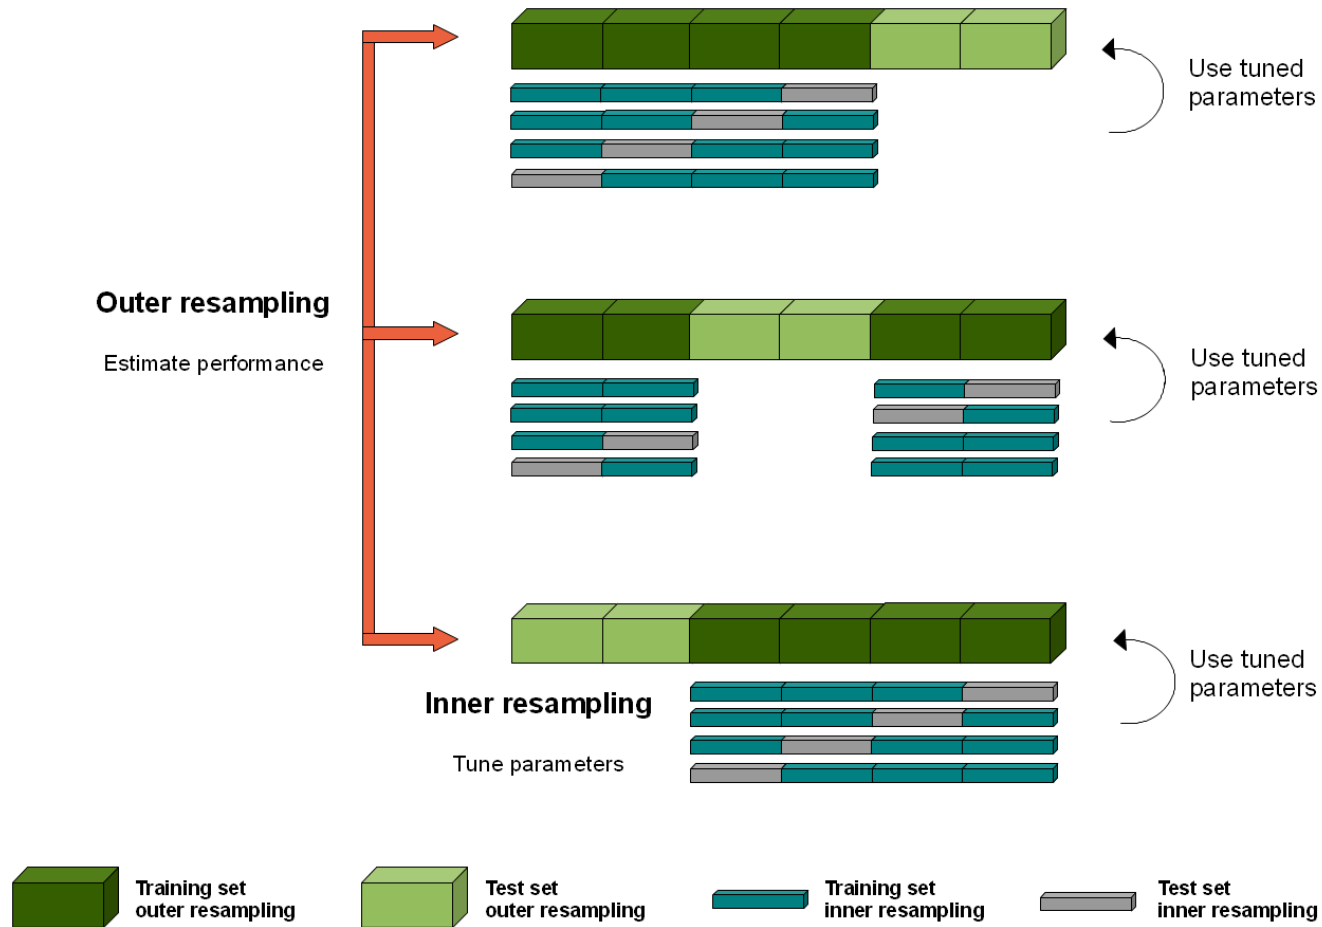 Use tuned
parameters
Outer resampling
Estimate performance
Use tuned
parameters
Inner resampling
Tune parameters
Use tuned
parameters
Training set
outer resampling
Test set
outer resampling
Training set
inner resampling
Test set
inner resampling